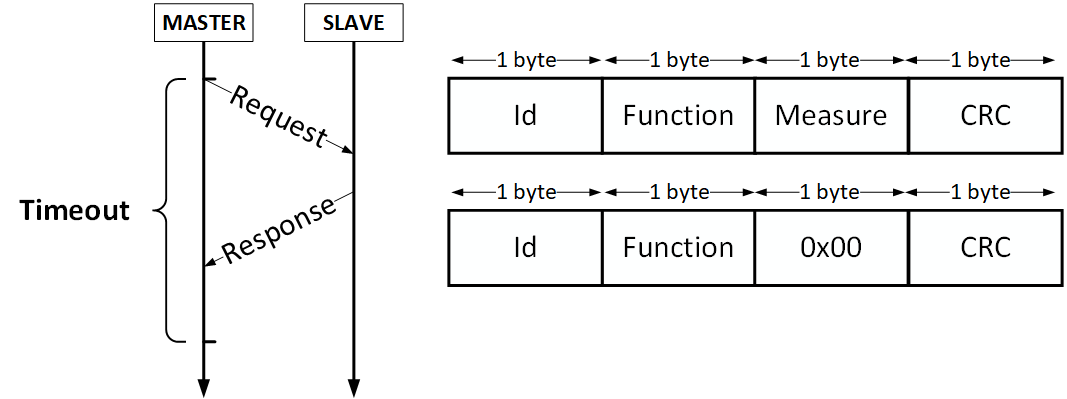 MASTER SLAVE
Request
Response
Timeout
1 byte 1 byte 1 byte 1 byte
Id Function Measure CRC
1 byte 1 byte 1 byte 1 byte
Id Function 0x00 CRC